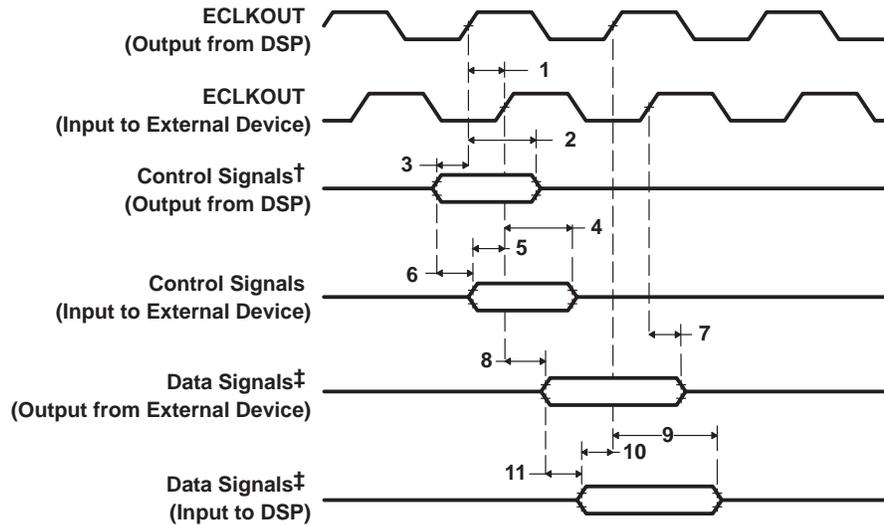 ECLKOUT
(Output from DSP)
1
ECLKOUT
(Input to External Device)
2
3
Control Signals†
(Output from DSP)
4
5
6
Control Signals
(Input to External Device)
7
8
Data Signals‡
(Output from External Device)
9
10
11
Data Signals‡
(Input to DSP)